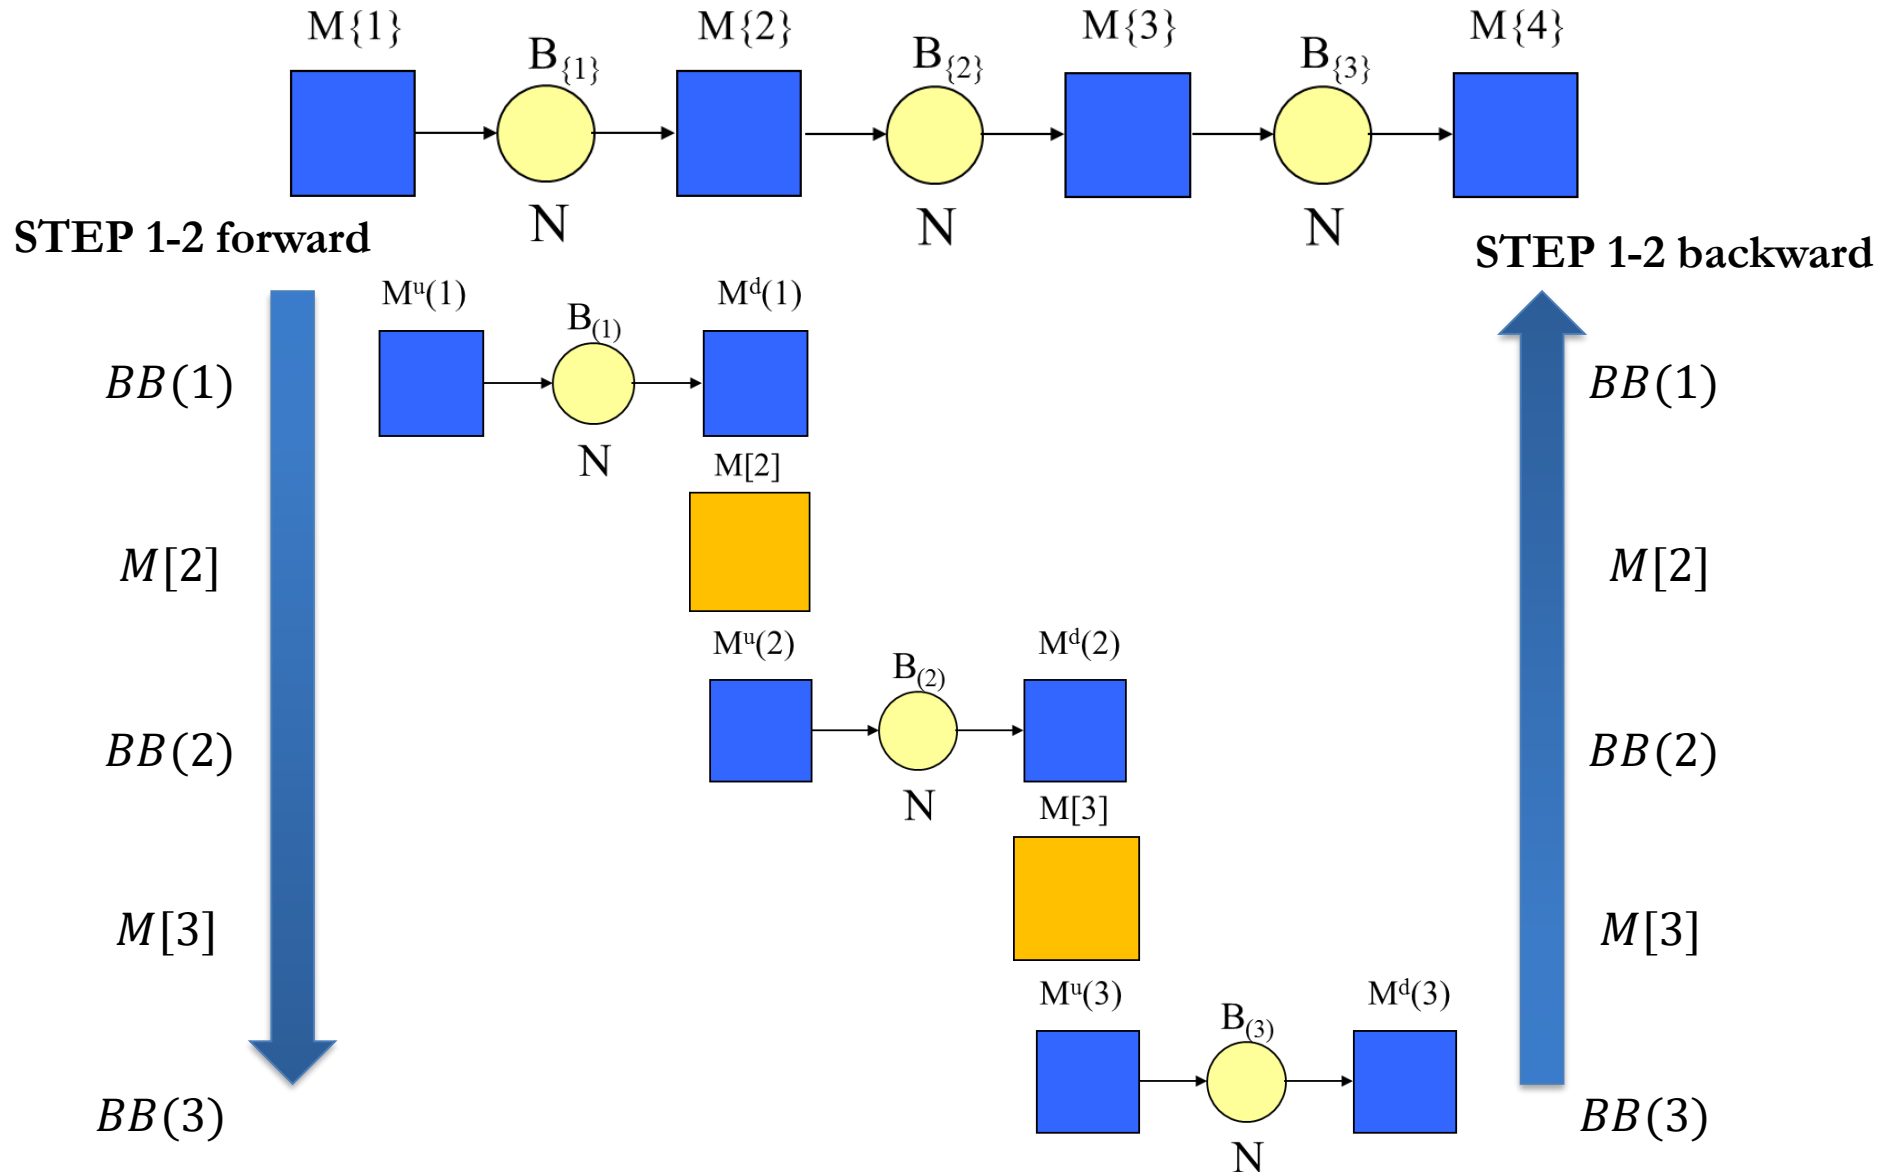 M{1} M{2} M{3} M{4}
B{1} B{2} B{3}
N N N
STEP 1-2 forward STEP 1-2 backward
Mᵘ(1) Mᵈ(1)
B(1)
BB(1) BB(1)
N
M[2]
M[2] M[2]
Mᵘ(2) Mᵈ(2)
B(2)
BB(2) BB(2)
N
M[3]
M[3] M[3]
Mᵘ(3) Mᵈ(3)
B(3)
BB(3) BB(3)
N